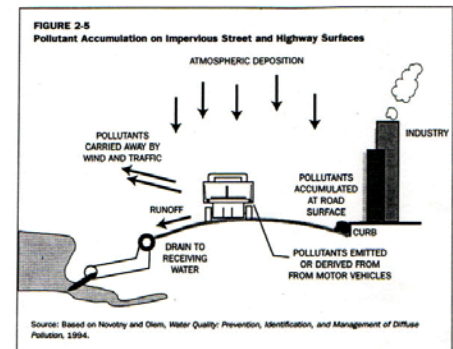 FIGURE 2-5
Pollutant Accumulation on Impervious Street and Highway Surfaces
ATMOSPHERIC DEPOSITION
INDUSTRY
POLLUTANTS
CARRIED AWAY BY
WIND AND TRAFFIC
POLLUTANTS
ACCUMULATED
AT ROAD
SURFACE
RUNOFF
CURB
DRAIN TO
RECEIVING
WATER
POLLUTANTS EMITTED
OR DERIVED FROM
FROM MOTOR VEHICLES
Source: Based on Novotny and Olem, Water Quality: Prevention, Identification, and Management of Diffuse
Pollution, 1994.